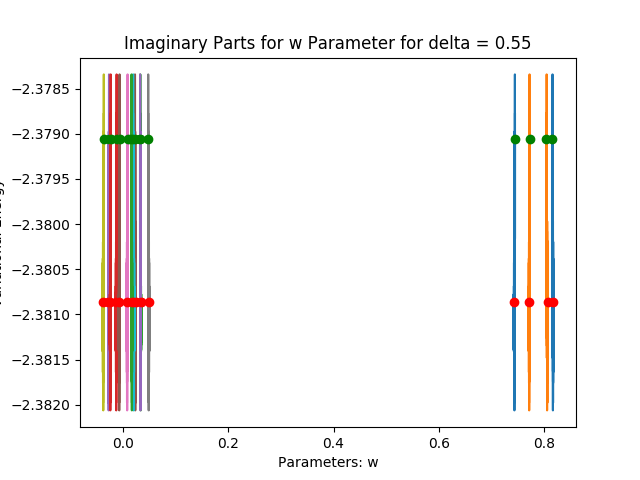 Imaginary Parts for w Parameter for delta = 0.55
−2.3785
−2.3790
−2.3795
−2.3800
−2.3805
−2.3810
−2.3815
−2.3820
0.0 0.2 0.4 0.6 0.8
Parameters: w